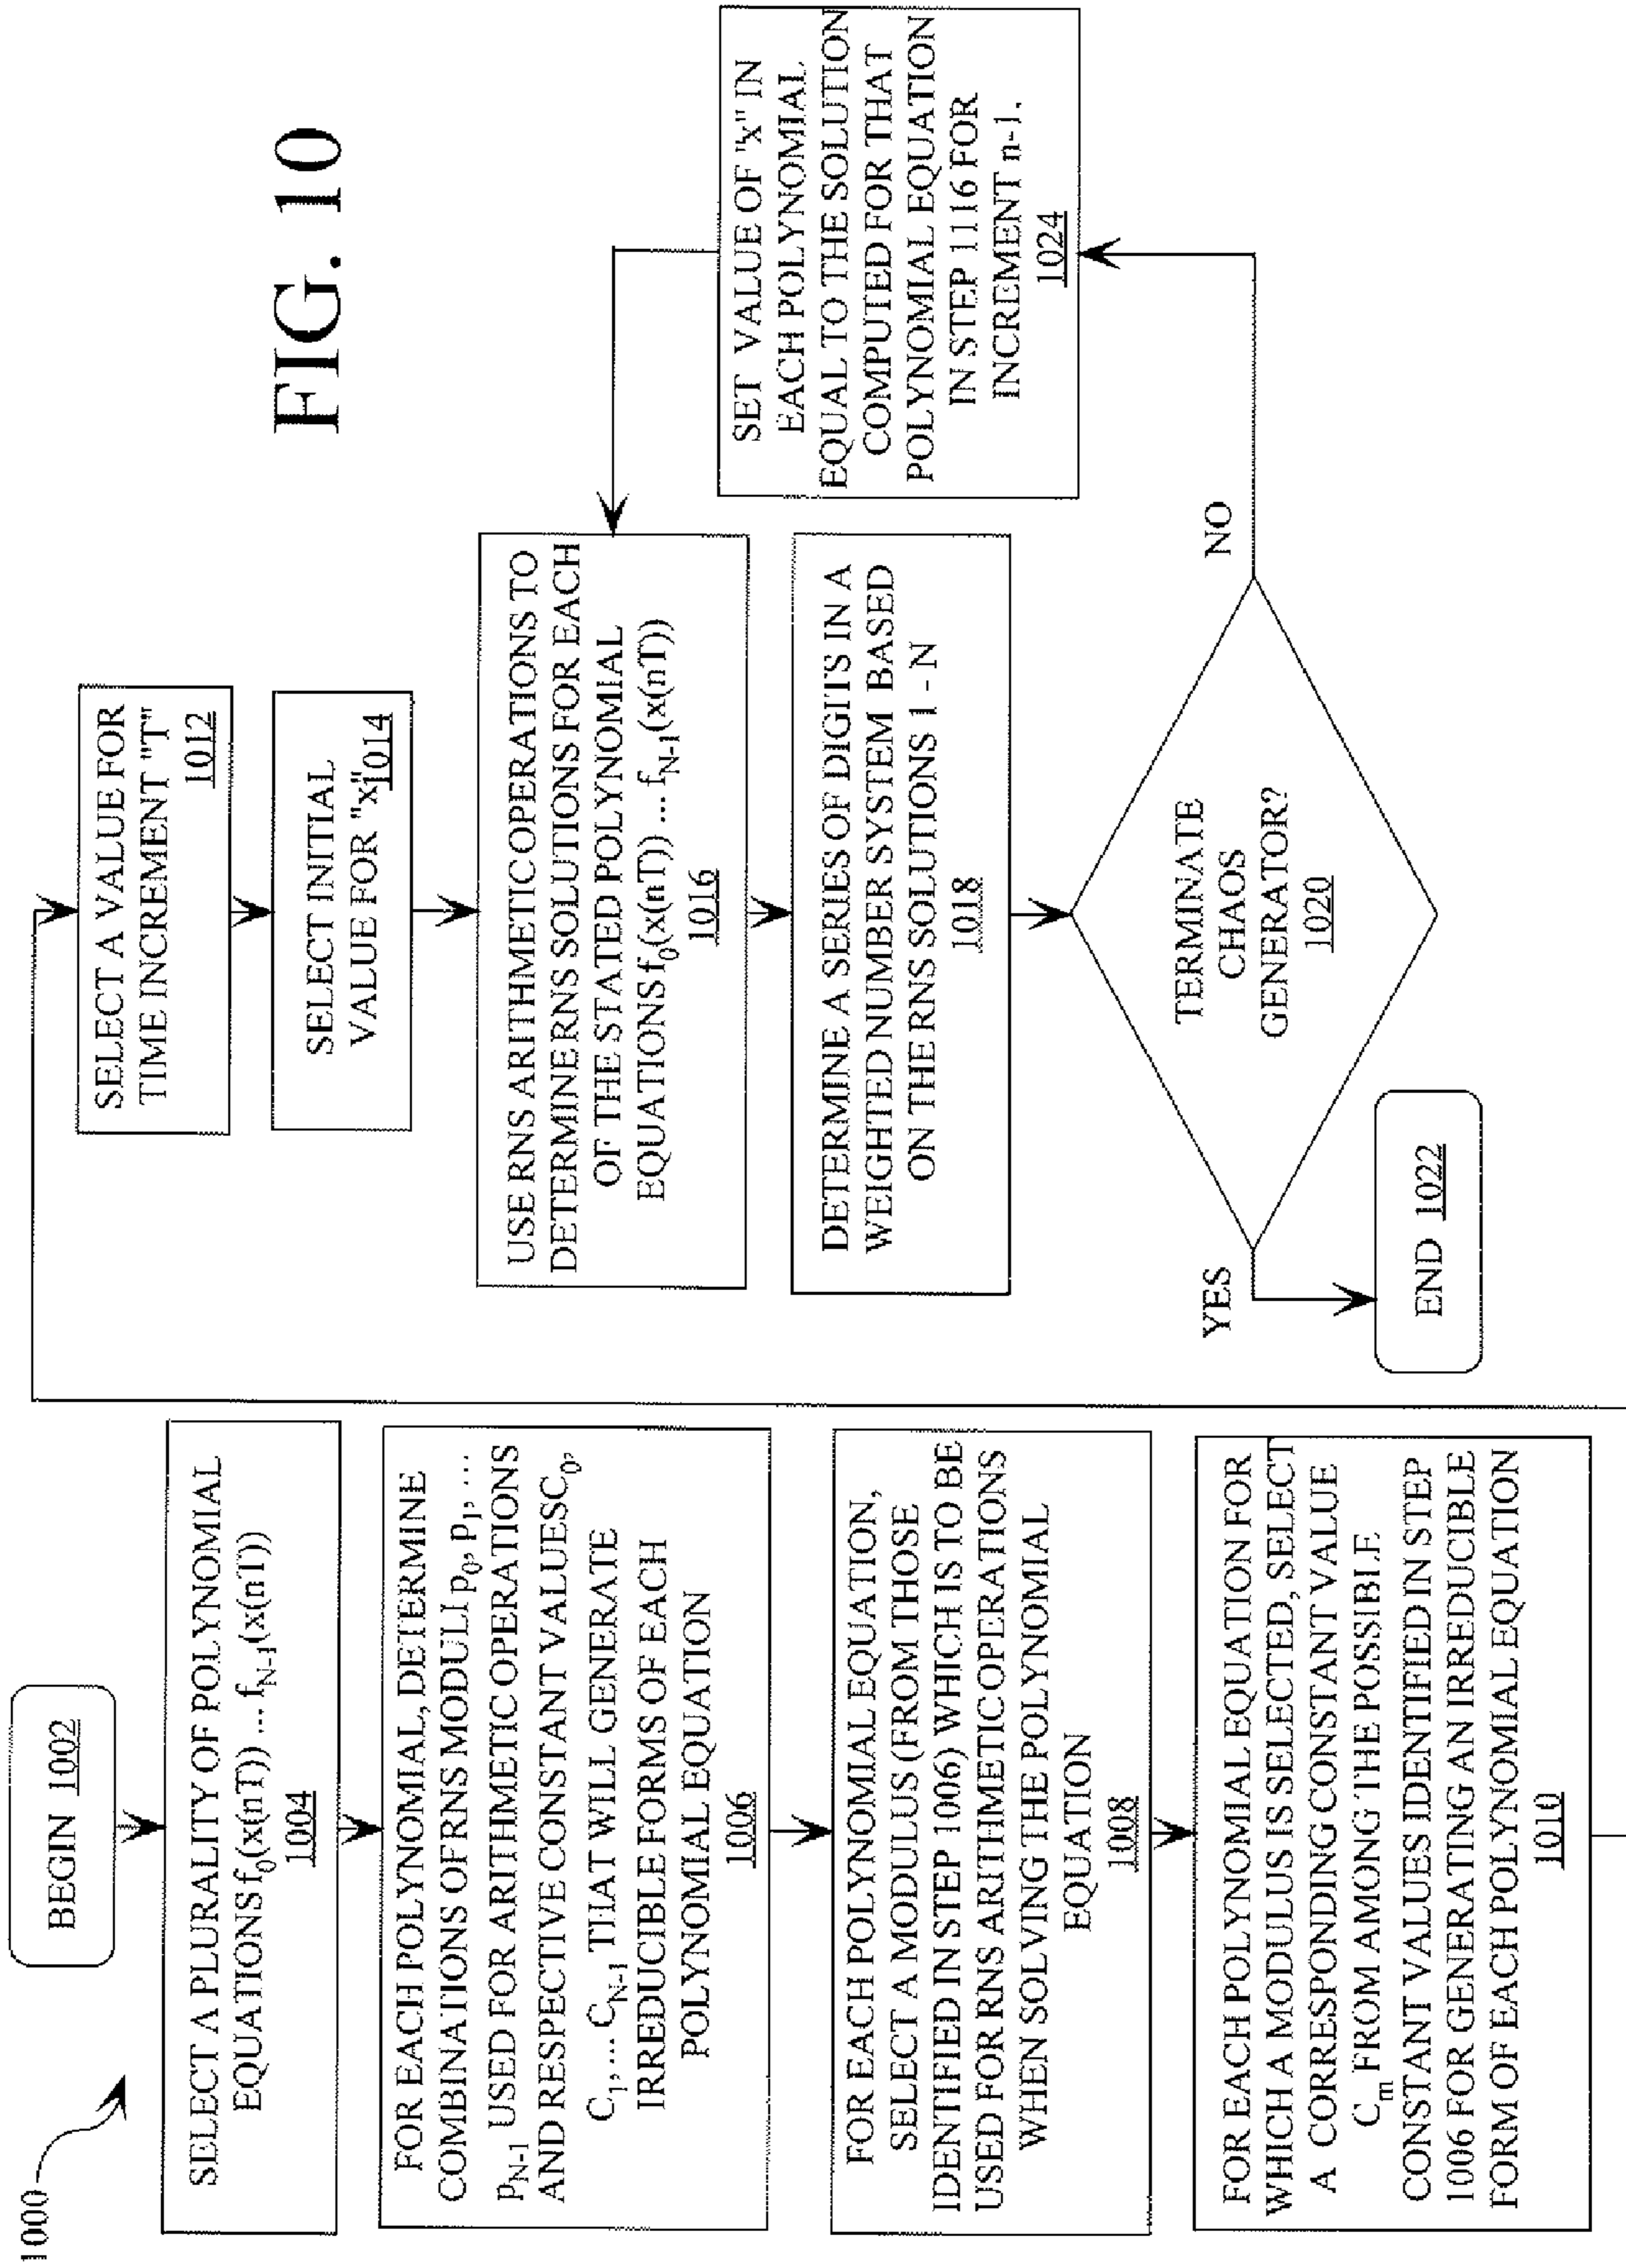 FIG. 10
1000
BEGIN 1002
SELECT A PLURALITY OF POLYNOMIAL
EQUATIONS f₀(x(nT)) ... f_N-1(x(nT))
1004
FOR EACH POLYNOMIAL, DETERMINE
COMBINATIONS OF RNS MODULI p₀, p₁, ...
p_N-1 USED FOR ARITHMETIC OPERATIONS
AND RESPECTIVE CONSTANT VALUES C₀,
C₁, ... C_N-1 THAT WILL GENERATE
IRREDUCIBLE FORMS OF EACH
POLYNOMIAL EQUATION
1006
FOR EACH POLYNOMIAL EQUATION,
SELECT A MODULUS (FROM THOSE
IDENTIFIED IN STEP 1006) WHICH IS TO BE
USED FOR RNS ARITHMETIC OPERATIONS
WHEN SOLVING THE POLYNOMIAL
EQUATION
1008
FOR EACH POLYNOMIAL EQUATION FOR
WHICH A MODULUS IS SELECTED, SELECT
A CORRESPONDING CONSTANT VALUE
C_m FROM AMONG THE POSSIBLE
CONSTANT VALUES IDENTIFIED IN STEP
1006 FOR GENERATING AN IRREDUCIBLE
FORM OF EACH POLYNOMIAL EQUATION
1010
SELECT A VALUE FOR
TIME INCREMENT "T"
1012
SELECT INITIAL
VALUE FOR "x"
1014
USE RNS ARITHMETIC OPERATIONS TO
DETERMINE RNS SOLUTIONS FOR EACH
OF THE STATED POLYNOMIAL
EQUATIONS f₀(x(nT)) ... f_N-1(x(nT))
1016
DETERMINE A SERIES OF DIGITS IN A
WEIGHTED NUMBER SYSTEM BASED
ON THE RNS SOLUTIONS 1 - N
1018
TERMINATE
CHAOS
GENERATOR?
1020
YES
NO
END 1022
SET VALUE OF "x" IN
EACH POLYNOMIAL
EQUAL TO THE SOLUTION
COMPUTED FOR THAT
POLYNOMIAL EQUATION
IN STEP 1116 FOR
INCREMENT n-1.
1024